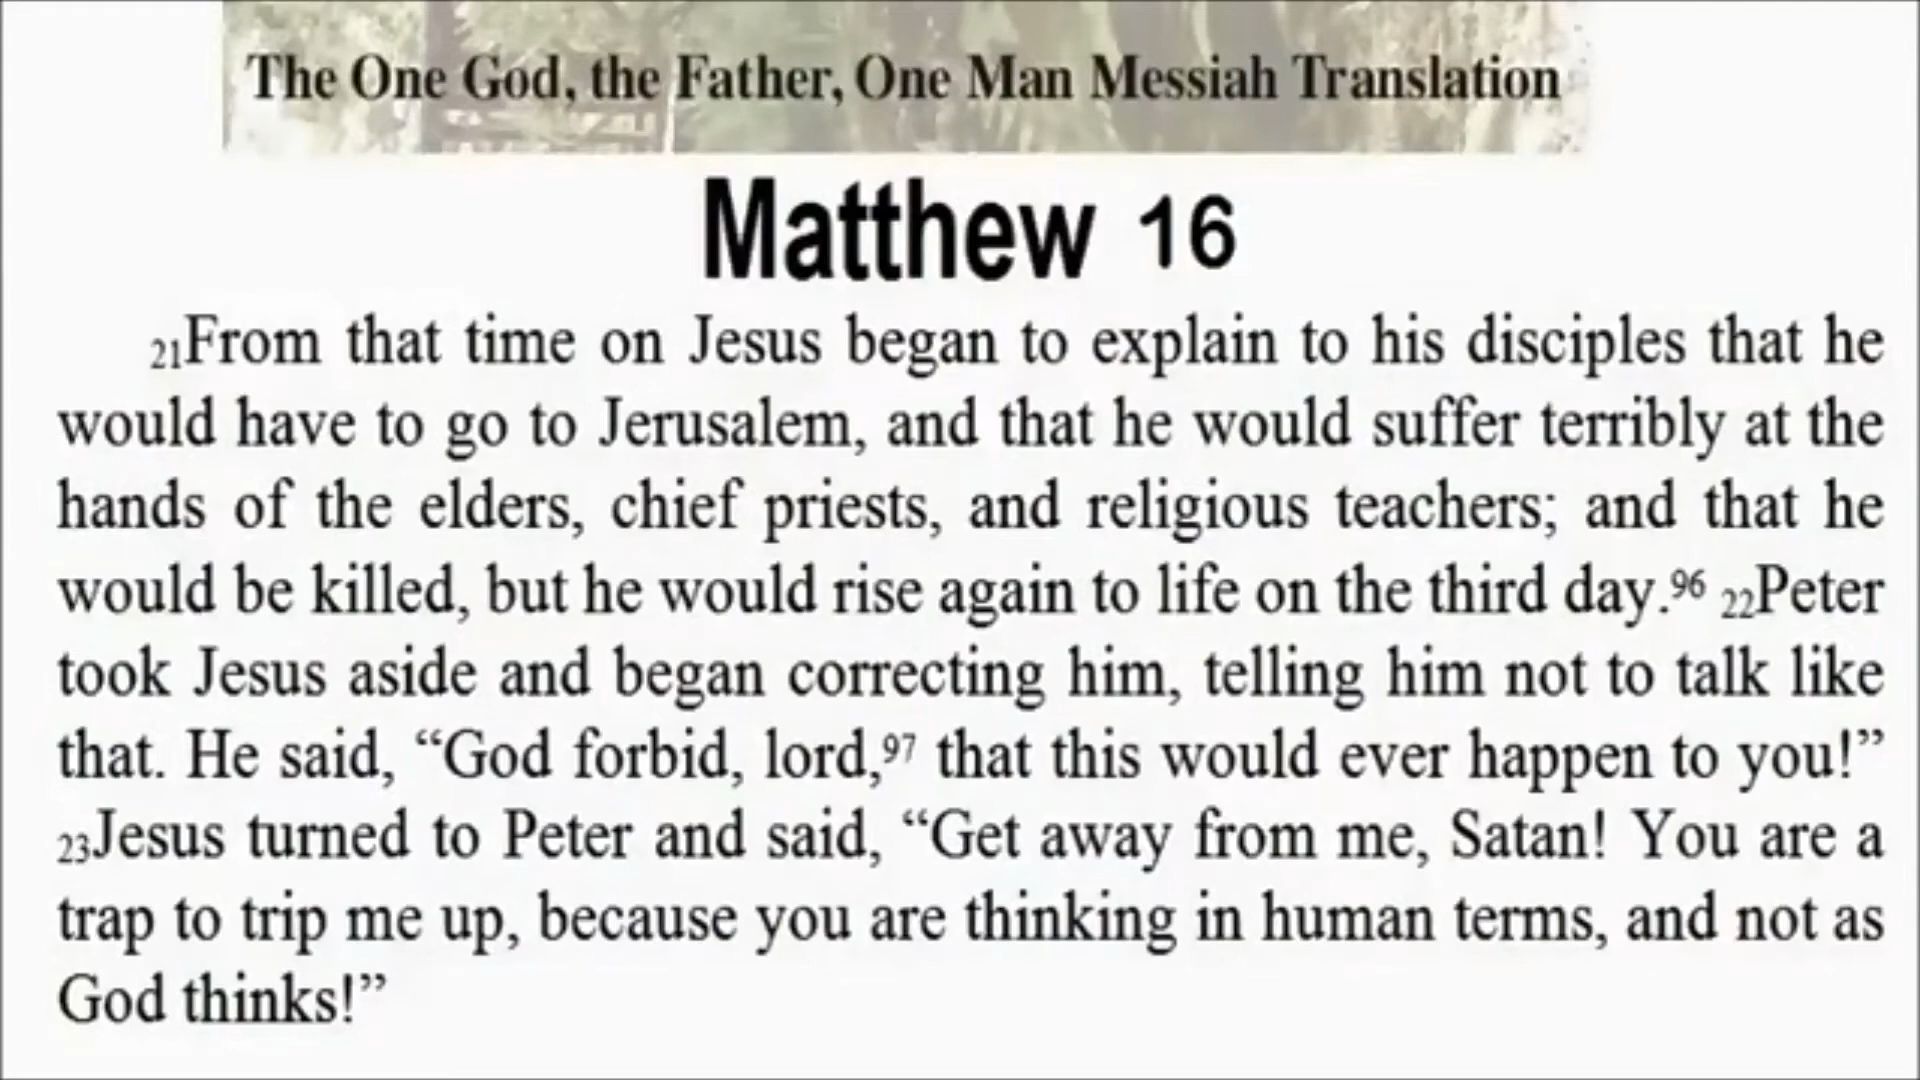 The One God, the Father, One Man Messiah Translation
Matthew 16
21From that time on Jesus began to explain to his disciples that he
would have to go to Jerusalem, and that he would suffer terribly at the
hands of the elders, chief priests, and religious teachers; and that he
would be killed, but he would rise again to life on the third day.96 22Peter
took Jesus aside and began correcting him, telling him not to talk like
that. He said, “God forbid, lord,97 that this would ever happen to you!”
23Jesus turned to Peter and said, “Get away from me, Satan! You are a
trap to trip me up, because you are thinking in human terms, and not as
God thinks!”